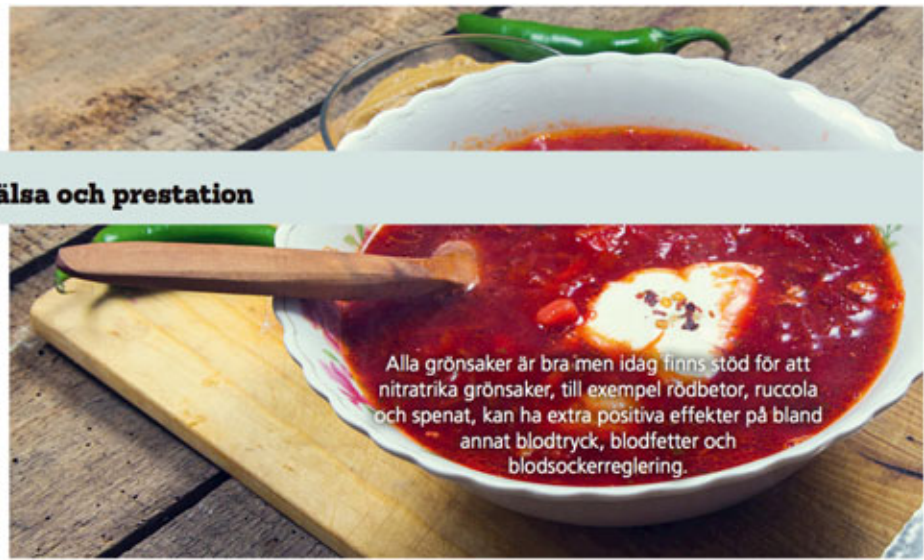 älsa och prestation
Alla grönsaker är bra men idag finns stöd för att
nitratrika grönsaker, till exempel rödbetor, ruccola
och spenat, kan ha extra positiva effekter på bland
annat blodtryck, blodfetter och
blodsockerreglering.